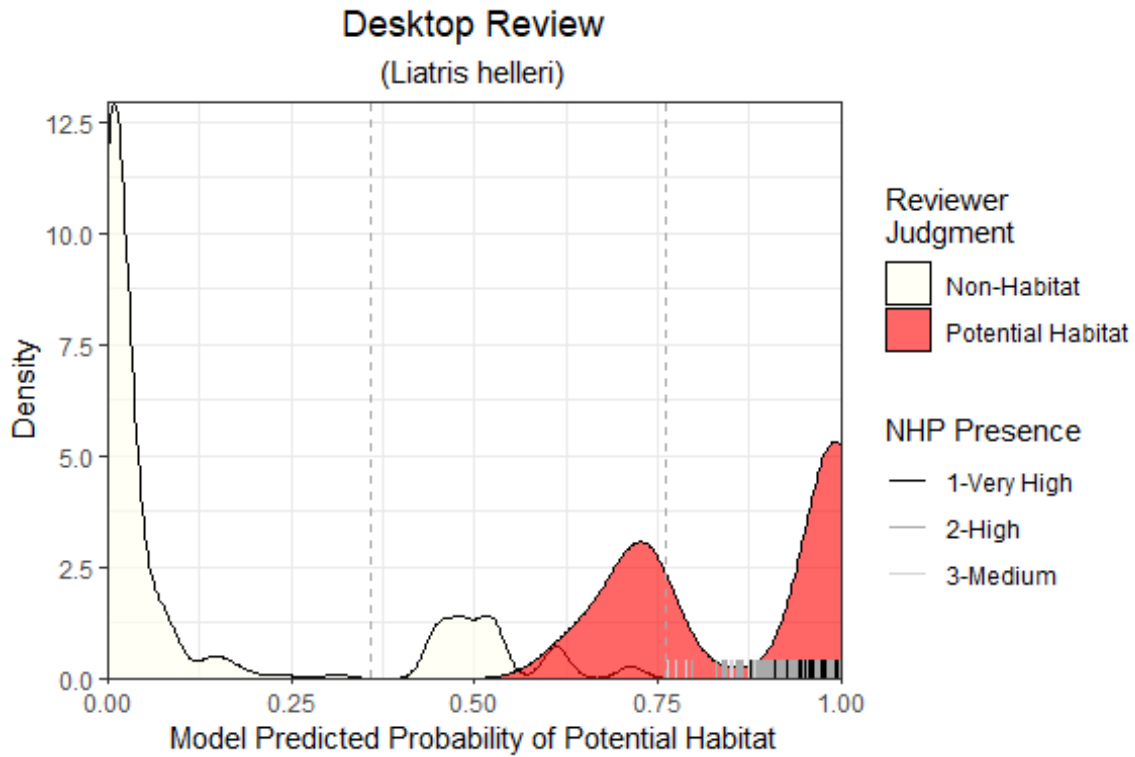 Desktop Review
(Liatris helleri)
12.5
10.0
7.5
5.0
2.5
0.0
Density
0.00
0.25
0.50
0.75
1.00
Model Predicted Probability of Potential Habitat
Reviewer
Judgment
Non-Habitat
Potential Habitat
NHP Presence
1-Very High
2-High
3-Medium